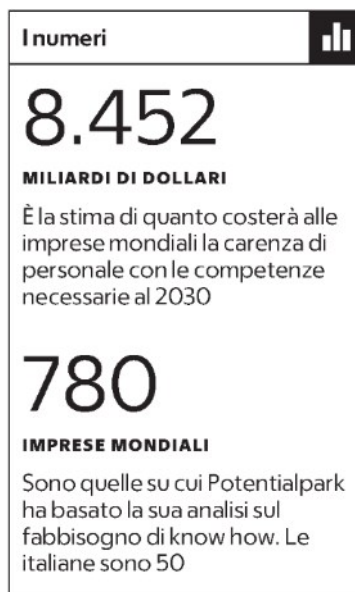 I numeri
8.452
MILIARDI DI DOLLARI
È la stima di quanto costerà alle
imprese mondiali la carenza di
personale con le competenze
necessarie al 2030
780
IMPRESE MONDIALI
Sono quelle su cui Potentialpark
ha basato la sua analisi sul
fabbisogno di know how. Le
italiane sono 50